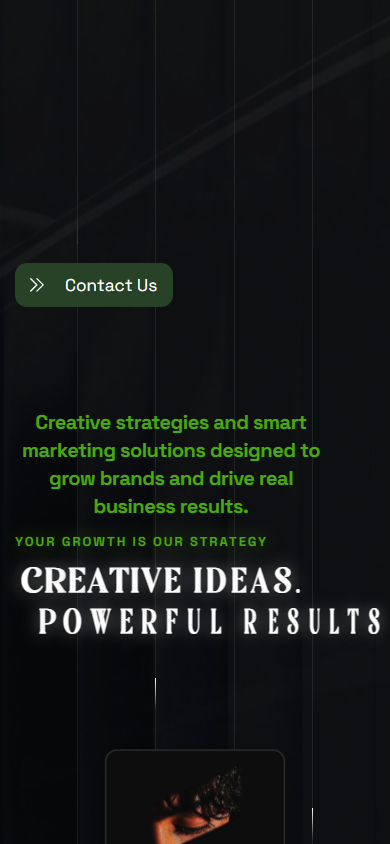 Contact Us
Creative strategies and smart
marketing solutions designed to
grow brands and drive real
business results.
YOUR GROWTH IS OUR STRATEGY
CREATIVE IDEAS.
POWERFUL RESULTS